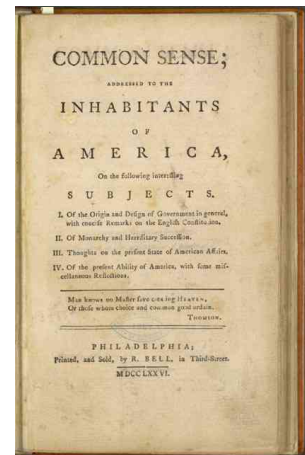 COMMON SENSE;
ADDRESSED TO THE
INHABITANTS
OF
AMERICA,
On the following interesting
SUBJECTS.
I. Of the Origin and Design of Government in general,
with concise Remarks on the English Constitution.
II. Of Monarchy and Hereditary Succession.
III. Thoughts on the present State of American Affairs.
IV. Of the present Ability of America, with some mis-
cellaneous Reflections.
Man knows no Master save creating HEAVEN,
Or those whom choice and common good ordain.
THOMSON.
PHILADELPHIA;
Printed, and Sold, by R. BELL, in Third-Street.
MDCCLXXVI.